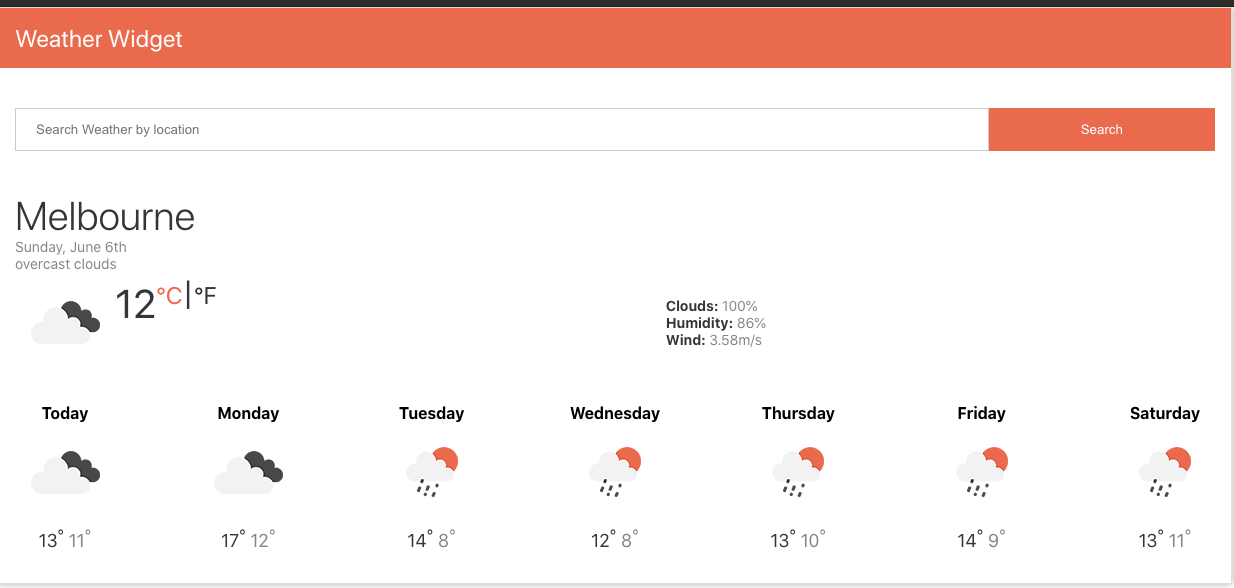 Weather Widget
Search Weather by location
Search
Melbourne
Sunday, June 6th
overcast clouds
12°C|°F
Clouds: 100%
Humidity: 86%
Wind: 3.58m/s
Today Monday Tuesday Wednesday Thursday Friday Saturday
13° 11° 17° 12° 14° 8° 12° 8° 13° 10° 14° 9° 13° 11°